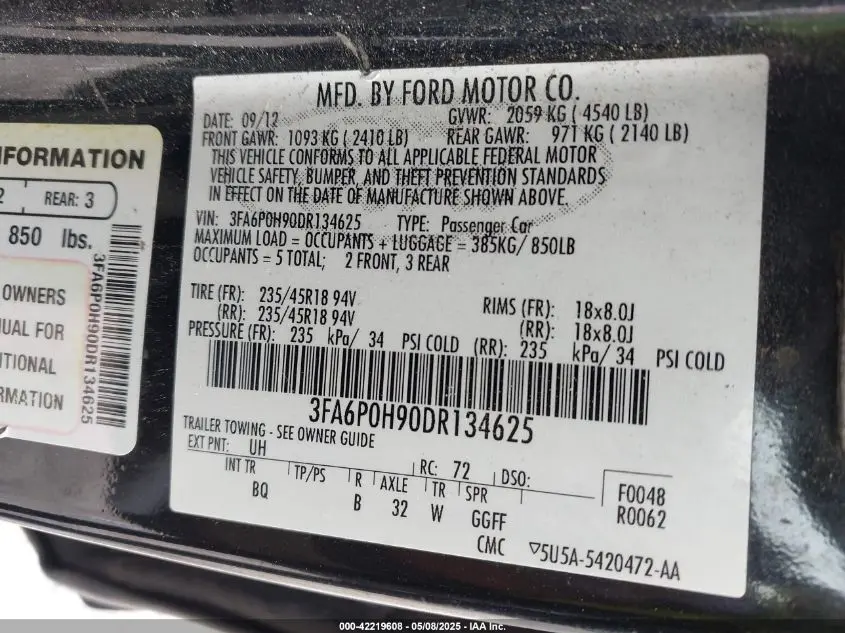 MFD. BY FORD MOTOR CO.
DATE: 09/12 GVWR: 2059 KG ( 4540 LB)
FRONT GAWR: 1093 KG ( 2410 LB) REAR GAWR: 971 KG ( 2140 LB)
THIS VEHICLE CONFORMS TO ALL APPLICABLE FEDERAL MOTOR
VEHICLE SAFETY, BUMPER, AND THEFT PREVENTION STANDARDS
IN EFFECT ON THE DATE OF MANUFACTURE SHOWN ABOVE.
VIN: 3FA6P0H90DR134625 TYPE: Passenger Car
MAXIMUM LOAD = OCCUPANTS + LUGGAGE = 385KG/ 850LB
OCCUPANTS = 5 TOTAL; 2 FRONT, 3 REAR
TIRE (FR): 235/45R18 94V RIMS (FR): 18x8.0J
(RR): 235/45R18 94V (RR): 18x8.0J
PRESSURE (FR): 235 kPa/ 34 PSI COLD (RR): 235 kPa/ 34 PSI COLD
3FA6P0H90DR134625
TRAILER TOWING - SEE OWNER GUIDE
EXT PNT: UH RC: 72 DSO:
INT TR TP/PS R AXLE TR SPR F0048
BQ B 32 W GGFF R0062
CMC ▽5U5A-5420472-AA
NFORMATION
2 REAR: 3
850 lbs.
OWNERS
UAL FOR
ITIONAL
RMATION
3FA6P0H90DR134625
000-42219608 - 05/08/2025 - IAA Inc.